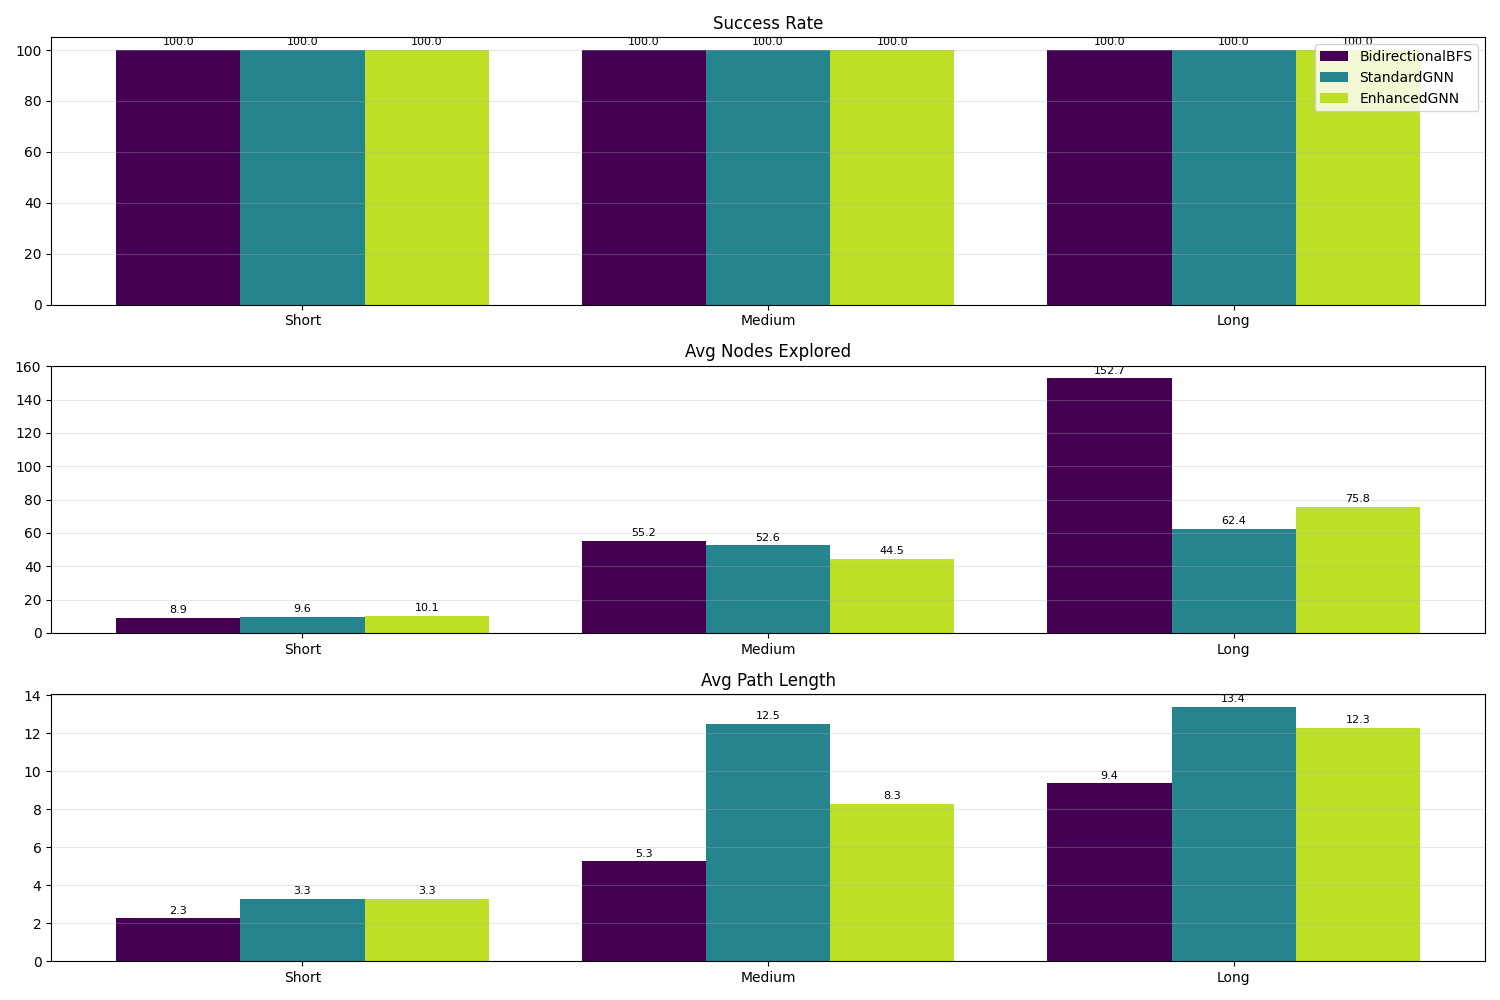 Success Rate
100.0 100.0 100.0 100.0 100.0 100.0 100.0 100.0 100.0
BidirectionalBFS
StandardGNN
EnhancedGNN
100
80
60
40
20
0
Short Medium Long
Avg Nodes Explored
160
140
120
100
80
60
40
20
0
8.9 9.6 10.1 55.2 52.6 44.5 152.7 62.4 75.8
Short Medium Long
Avg Path Length
14
12
10
8
6
4
2
0
2.3 3.3 3.3 5.3 12.5 8.3 9.4 13.4 12.3
Short Medium Long